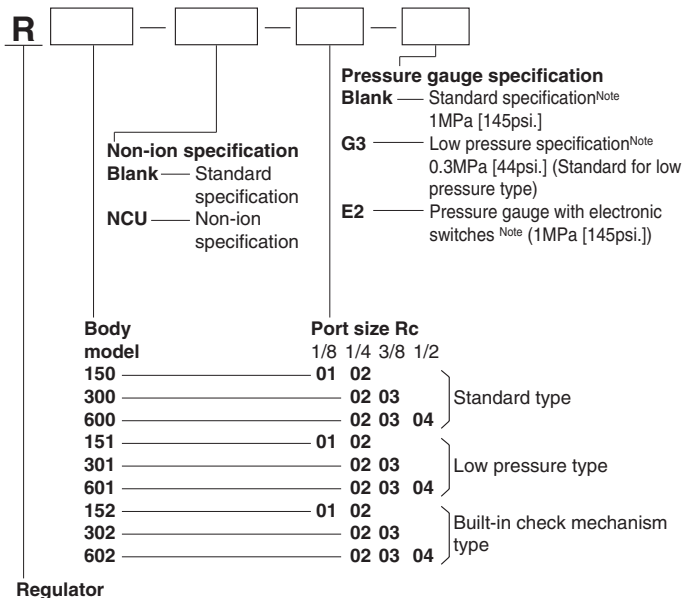 R
Pressure gauge specification
Blank Standard specificationNote
1MPa [145psi.]
G3 Low pressure specificationNote
0.3MPa [44psi.] (Standard for low
pressure type)
E2 Pressure gauge with electronic
switches Note (1MPa [145psi.])
Non-ion specification
Blank Standard
specification
NCU Non-ion
specification
Body
model
Port size Rc
1/8 1/4 3/8 1/2
150 01 02
300 02 03
600 02 03 04
Standard type
151 01 02
301 02 03
601 02 03 04
Low pressure type
152 01 02
302 02 03
602 02 03 04
Built-in check mechanism
type
Regulator